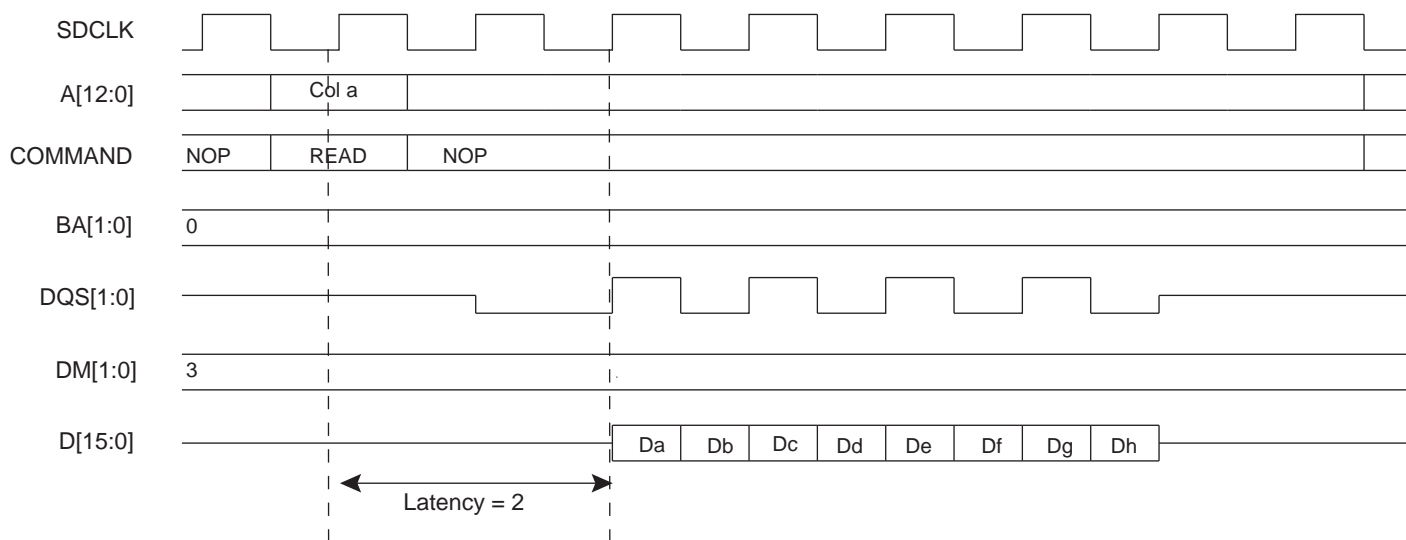 SDCLK
A[12:0] Col a
COMMAND NOP READ NOP
BA[1:0] 0
DQS[1:0]
DM[1:0] 3
D[15:0] Da Db Dc Dd De Df Dg Dh
Latency = 2